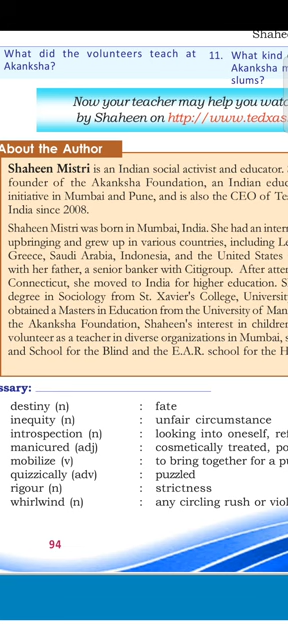 Shahe
What did the volunteers teach at
Akanksha?
11. What kind
Akanksha
slums?
Now your teacher may help you watc
by Shaheen on http://www.tedxas
About the Author
Shaheen Mistri is an Indian social activist and educator.
founder of the Akanksha Foundation, an Indian educ
initiative in Mumbai and Pune, and is also the CEO of Te
India since 2008.
Shaheen Mistri was born in Mumbai, India. She had an intern
upbringing and grew up in various countries, including Le
Greece, Saudi Arabia, Indonesia, and the United States
with her father, a senior banker with Citigroup. After atten
Connecticut, she moved to India for higher education. S
degree in Sociology from St. Xavier's College, Universit
obtained a Masters in Education from the University of Man
the Akanksha Foundation, Shaheen's interest in children
volunteer as a teacher in diverse organizations in Mumbai, s
and School for the Blind and the E.A.R. school for the H
ssary:
destiny (n) : fate
inequity (n) : unfair circumstance
introspection (n) : looking into oneself, ref
manicured (adj) : cosmetically treated, po
mobilize (v) : to bring together for a pu
quizzically (adv) : puzzled
rigour (n) : strictness
whirlwind (n) : any circling rush or viol
94